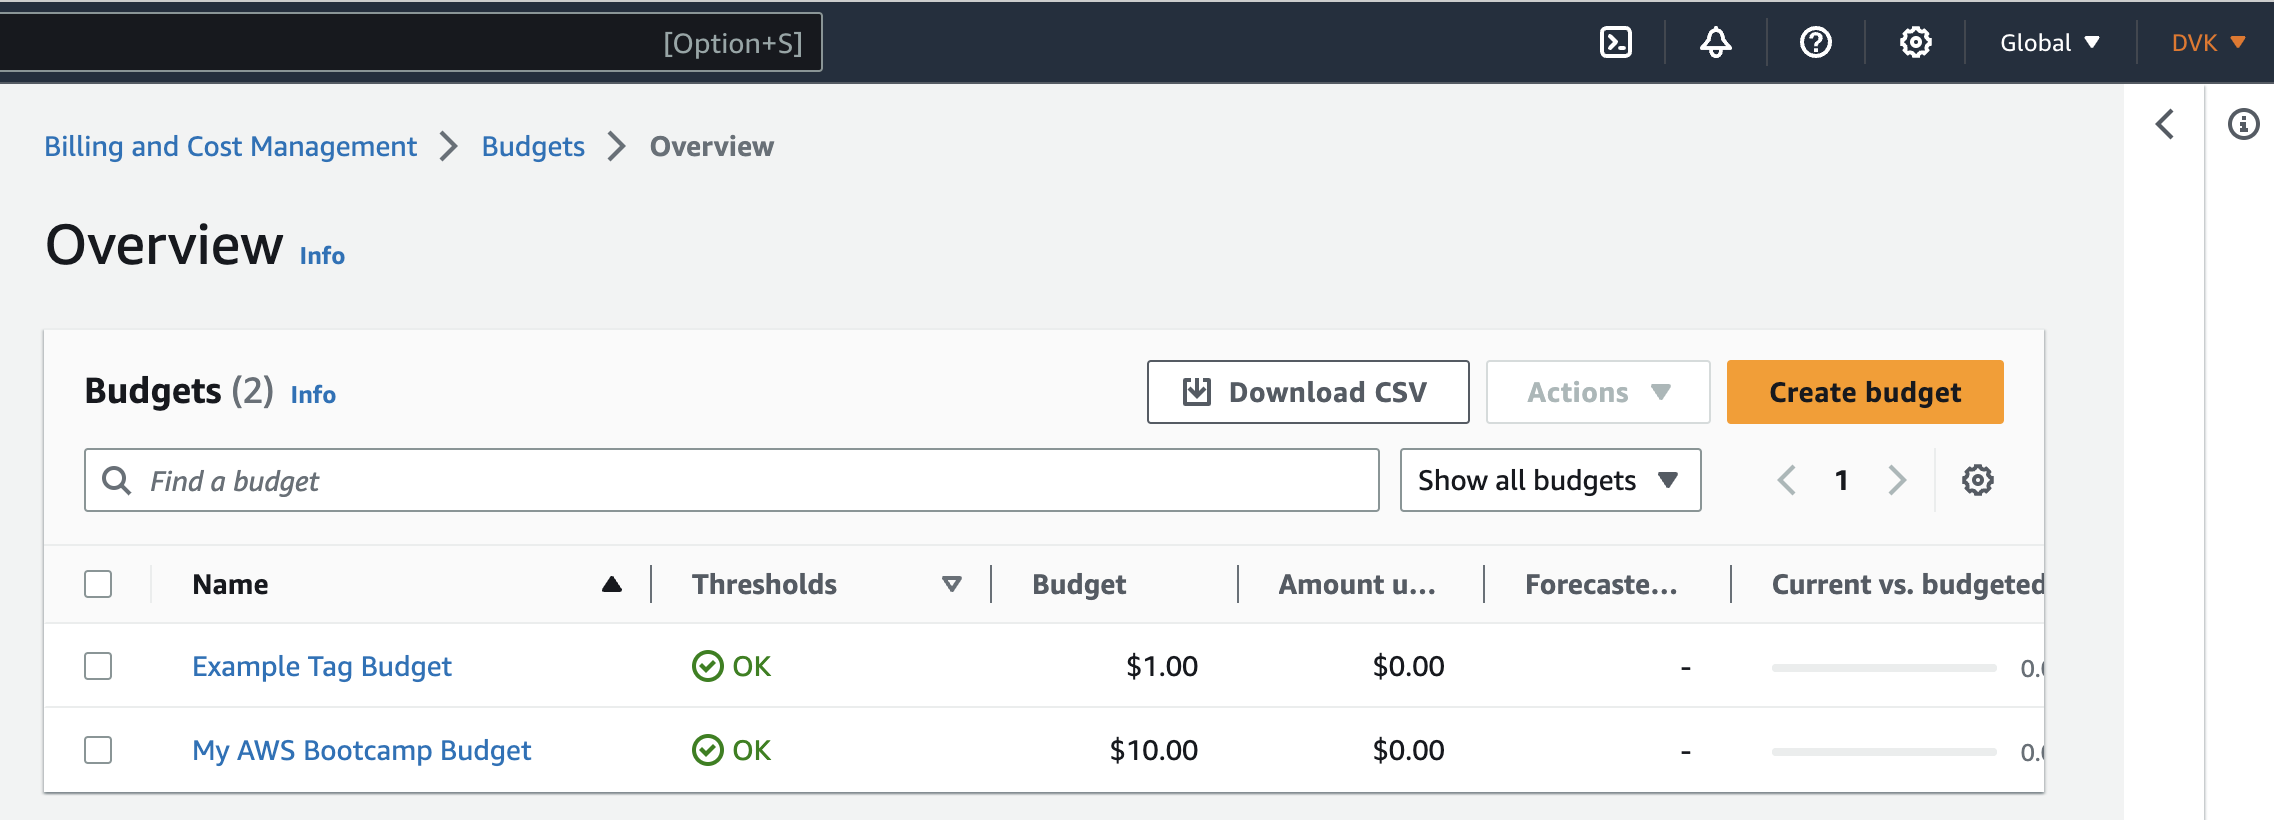 [Option+S] Global DVK
Billing and Cost Management Budgets Overview
Overview Info
Budgets (2) Info Download CSV Actions Create budget
Find a budget Show all budgets 1
Name Thresholds Budget Amount u... Forecaste... Current vs. budgeted
Example Tag Budget OK $1.00 $0.00 - 0.
My AWS Bootcamp Budget OK $10.00 $0.00 - 0.